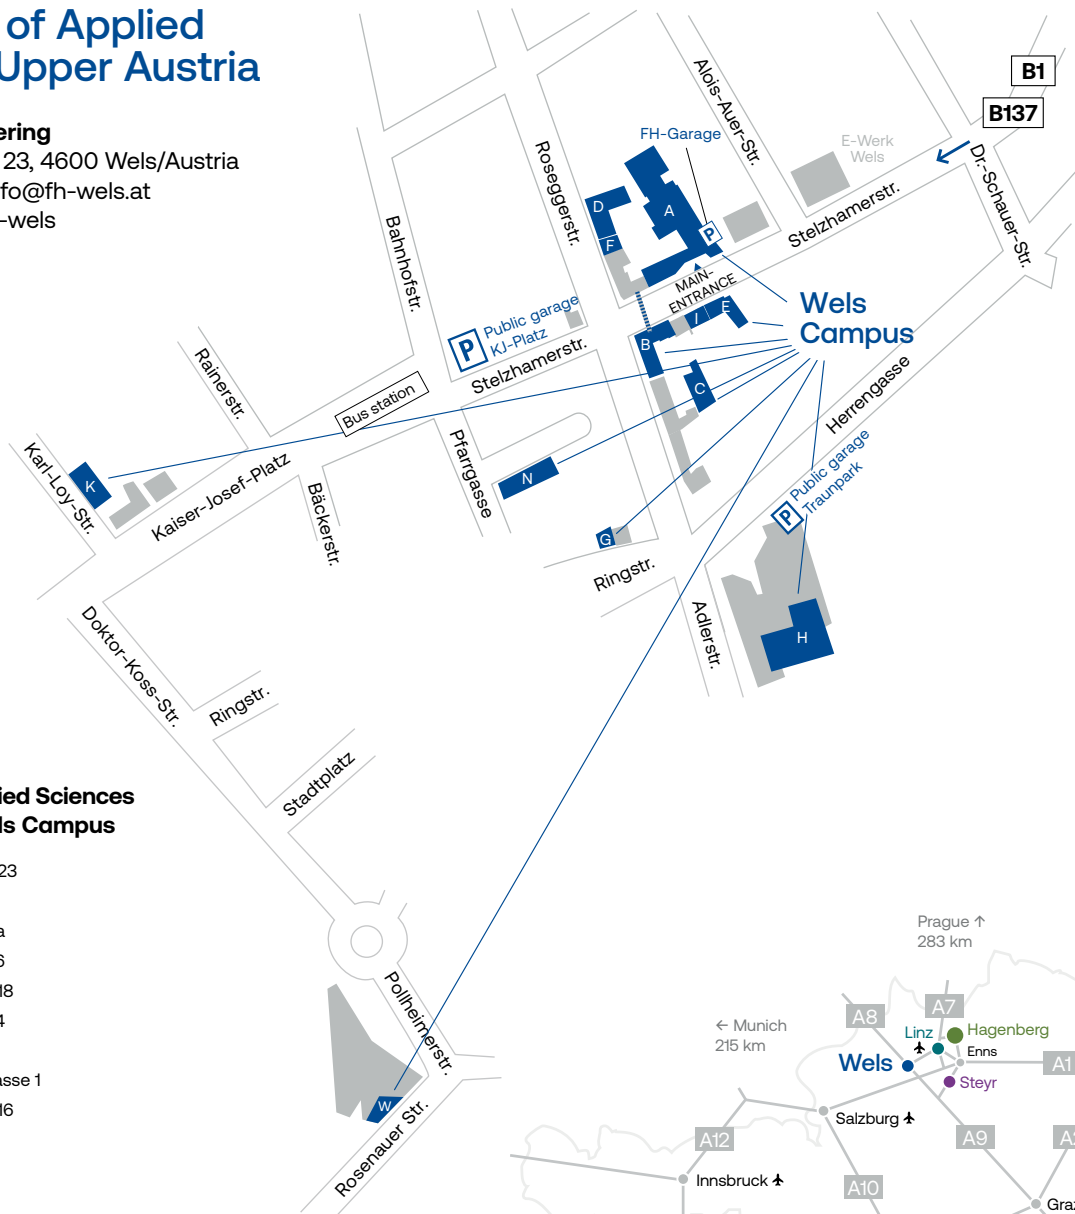 of Applied
Upper Austria
ering
23, 4600 Wels/Austria
fo@fh-wels.at
-wels
B1
B137
Alois-Auer-Str.
FH-Garage
E-Werk
Wels
Dr.-Schauer-Str.
Roseggerstr.
D
A
F
P
Stelzhamerstr.
Bahnhofstr.
MAIN-
ENTRANCE
Wels
Campus
E
I
B
C
P
Public garage
KJ-Platz
Stelzhamerstr.
Rainerstr.
Bus station
Herrengasse
Karl-Loy-Str.
K
Kaiser-Josef-Platz
Pfarrgasse
N
Bäckerstr.
Public garage
Traunpark
P
G
Ringstr.
Adlerstr.
H
Doktor-Koss-Str.
Ringstr.
Stadtplatz
ied Sciences
ls Campus
23
a
6
18
4
asse 1
16
Pollheimerstr.
W
Rosenauer Str.
Prague ↑
283 km
← Munich
215 km
A8
A7
Linz
Hagenberg
Enns
Wels
A1
Steyr
Salzburg
A12
A9
A2
Innsbruck
A10
Graz